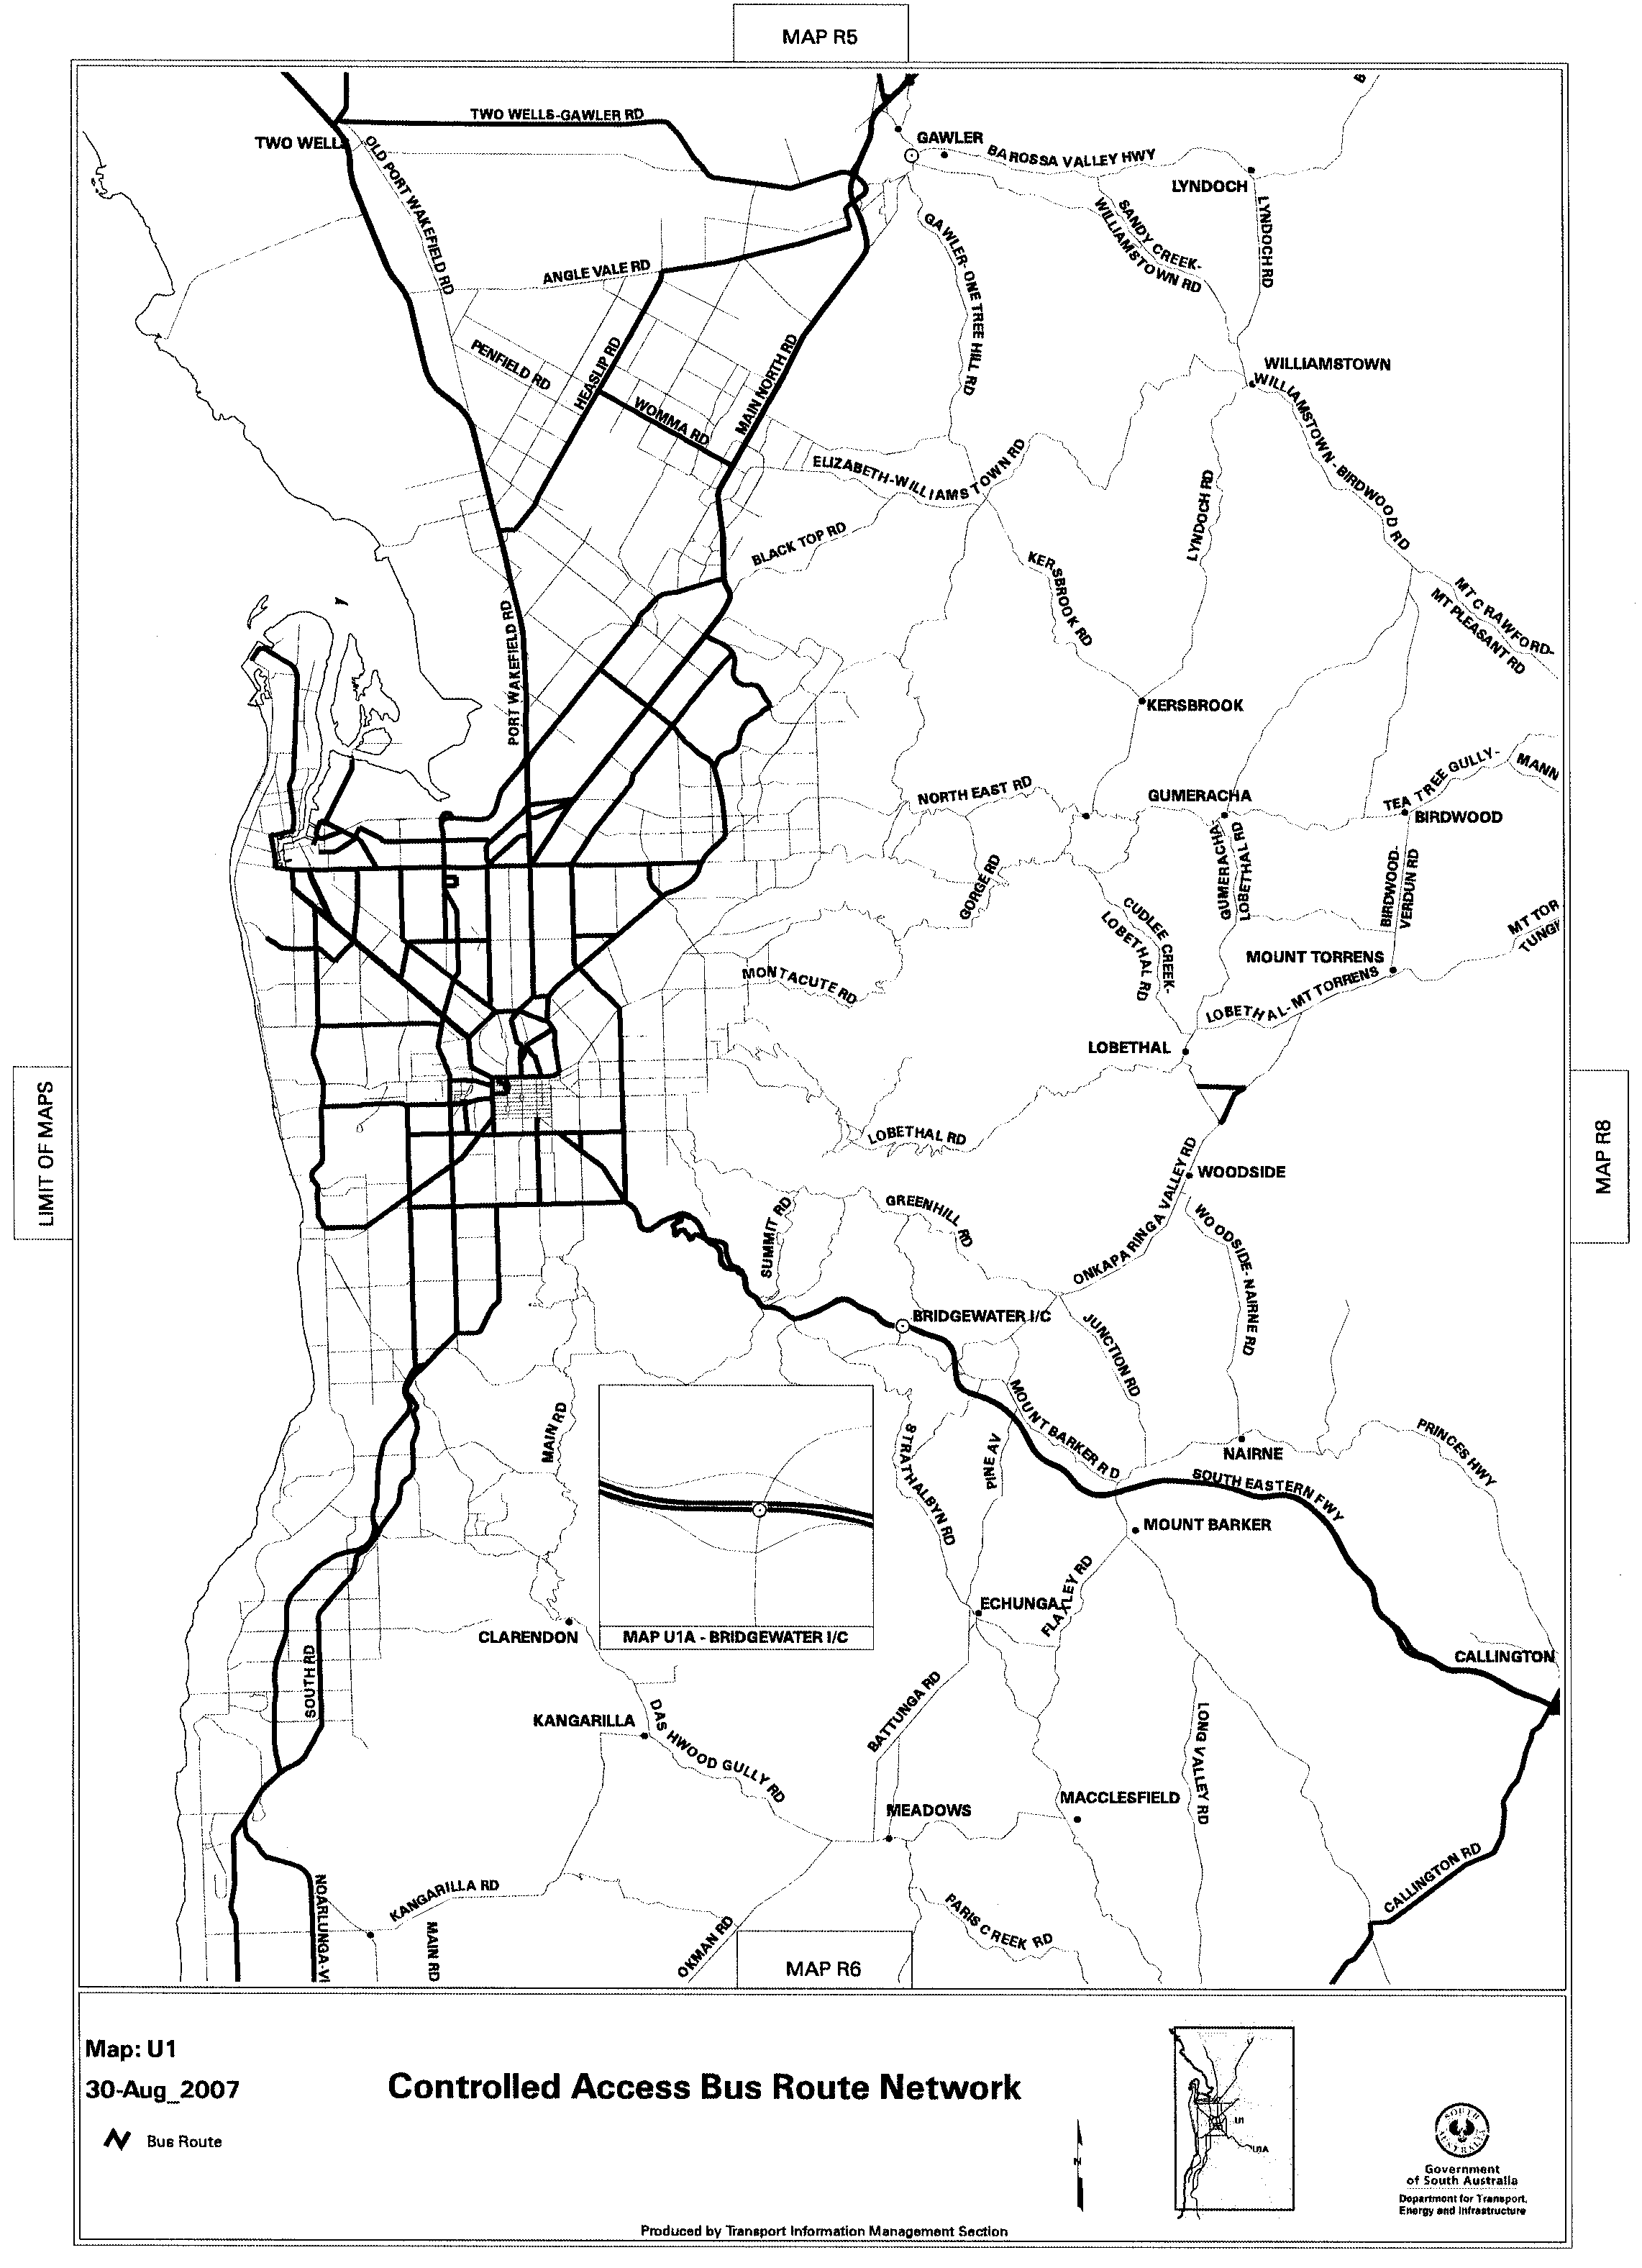 MAP R5
TWO WELLS-GAWLER RD
TWO WELLS
OLD PORT WAKEFIELD RD
GAWLER
BAROSSA VALLEY HWY
LYNDOCH
LYNDOCH RD
SANDY CREEK-
WILLIAMSTOWN RD
GAWLER-ONE TREE HILL RD
ANGLE VALE RD
PENFIELD RD
HEASLIP RD
WOMMA RD
MAIN NORTH RD
WILLIAMSTOWN
WILLIAMSTOWN-BIRDWOOD RD
ELIZABETH-WILLIAMSTOWN RD
LYNDOCH RD
BLACK TOP RD
KERSBROOK RD
MT CRAWFORD-
MT PLEASANT RD
PORT WAKEFIELD RD
KERSBROOK
NORTH EAST RD
GUMERACHA
TEA TREE GULLY-
MANN
BIRDWOOD
GUMERACHA-
LOBETHAL RD
BIRDWOOD-
VERDUN RD
GORGE RD
CUDLEE CREEK-
LOBETHAL RD
MT TOR
TUNGK
MOUNT TORRENS
MONTACUTE RD
LOBETHAL-MT TORRENS
LOBETHAL
LIMIT OF MAPS
MAP R8
LOBETHAL RD
ONKAPARINGA VALLEY RD
WOODSIDE
SUMMIT RD
GREENHILL RD
WOODSIDE-NAIRNE RD
BRIDGEWATER I/C
JUNCTION RD
MAIN RD
MOUNT BARKER RD
STRATHALBYN RD
PINE AV
NAIRNE
PRINCES HWY
SOUTH EASTERN FWY
MOUNT BARKER
ECHUNGA
FLAXLEY RD
CLARENDON
MAP U1A - BRIDGEWATER I/C
CALLINGTON
SOUTH RD
KANGARILLA
DASHWOOD GULLY RD
BATTUNGA RD
LONG VALLEY RD
MEADOWS
MACCLESFIELD
CALLINGTON RD
NOARLUNGA-VI
KANGARILLA RD
MAIN RD
OKMAN RD
PARIS CREEK RD
MAP R6
Map: U1
30-Aug_2007
Bus Route
Controlled Access Bus Route Network
N
U1
U1A
SOUTH
AUSTRALIA
Government
of South Australia
Department for Transport,
Energy and Infrastructure
Produced by Transport Information Management Section